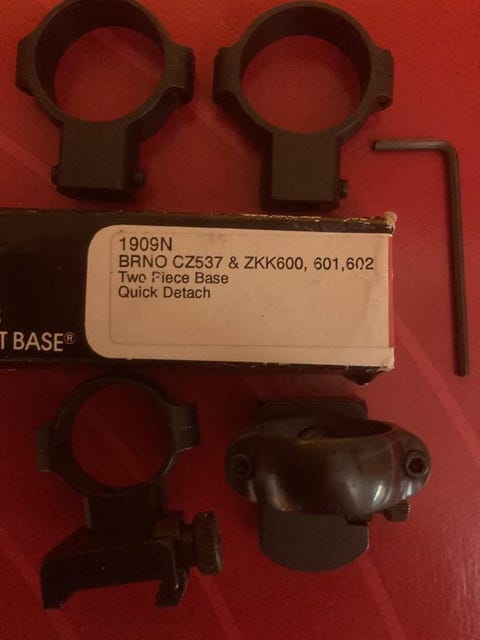 1909N
BRNO CZ537 & ZKK600, 601,602
Two Piece Base
Quick Detach
T BASE®